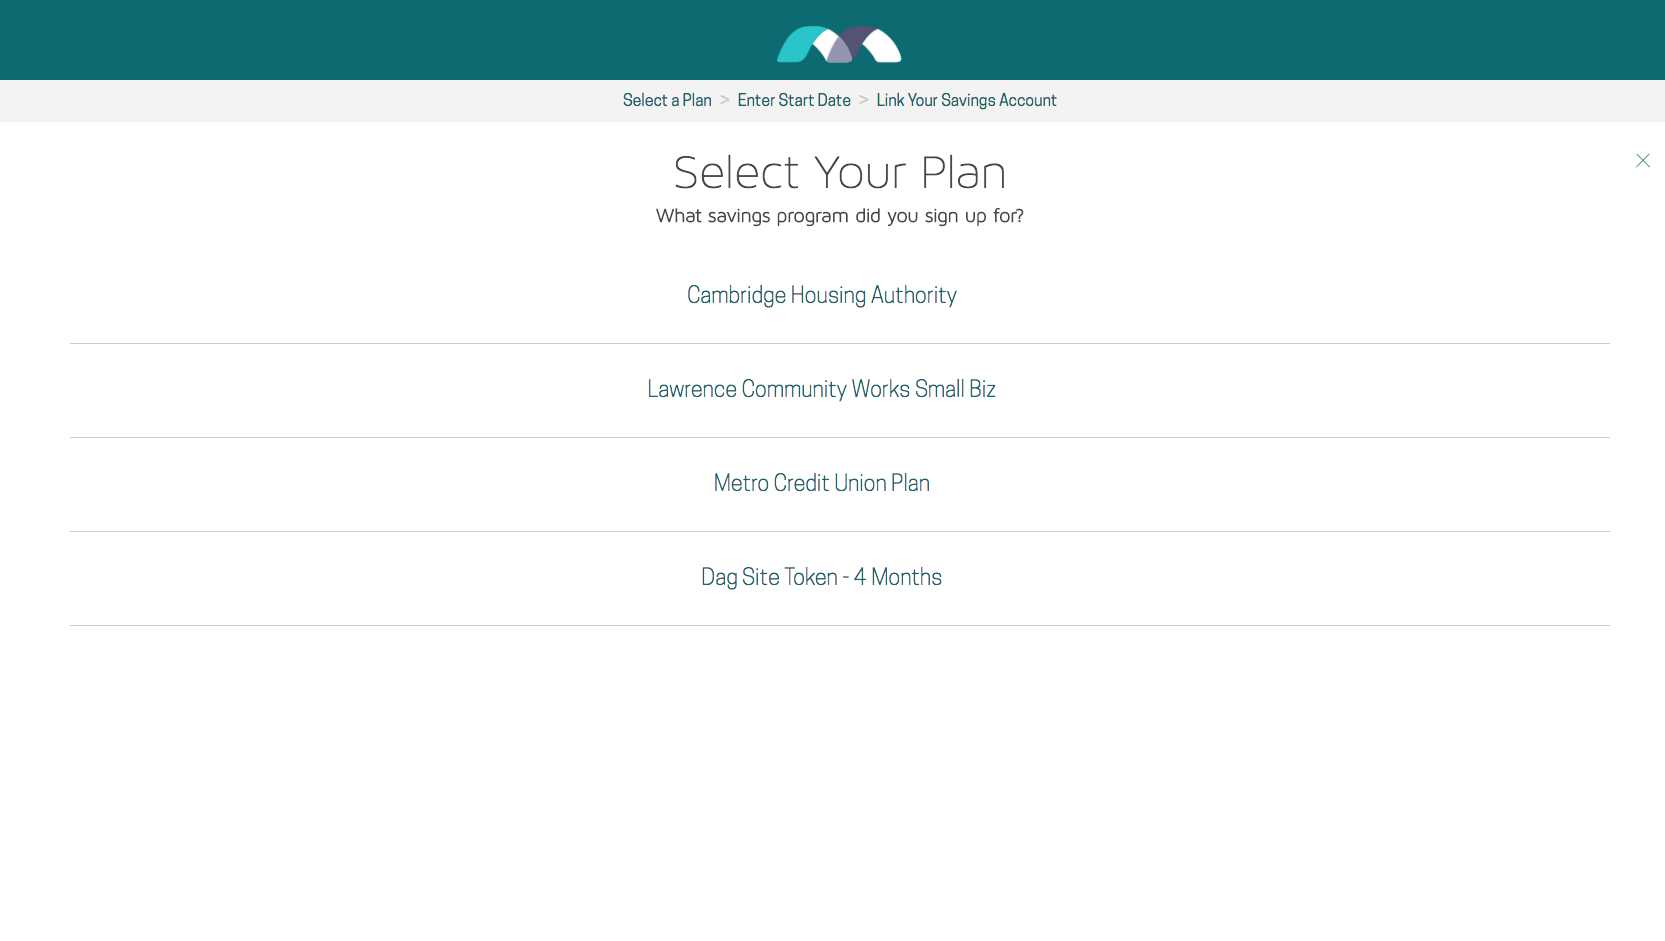 Select a Plan > Enter Start Date > Link Your Savings Account
Select Your Plan
What savings program did you sign up for?
Cambridge Housing Authority
Lawrence Community Works Small Biz
Metro Credit Union Plan
Dag Site Token - 4 Months